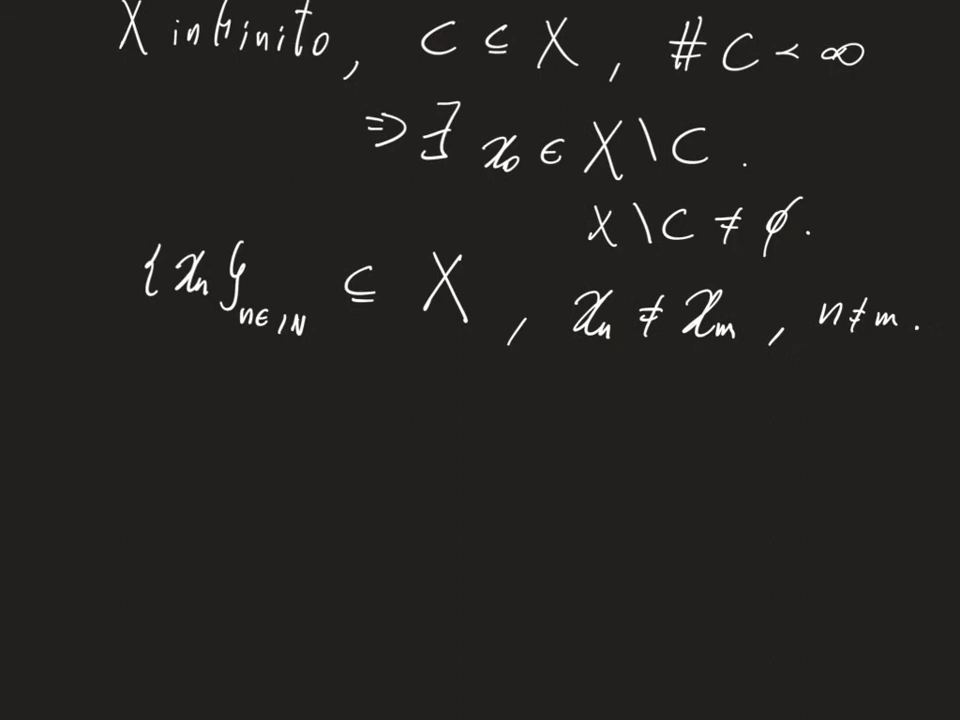 X infinito, C ⊆ X, #C < ∞
⇒ ∃ x₀ ∈ X \ C.
X \ C ≠ ∅.
{xₙ}ₙ∈ℕ ⊆ X, xₙ ≠ xₘ, n ≠ m.